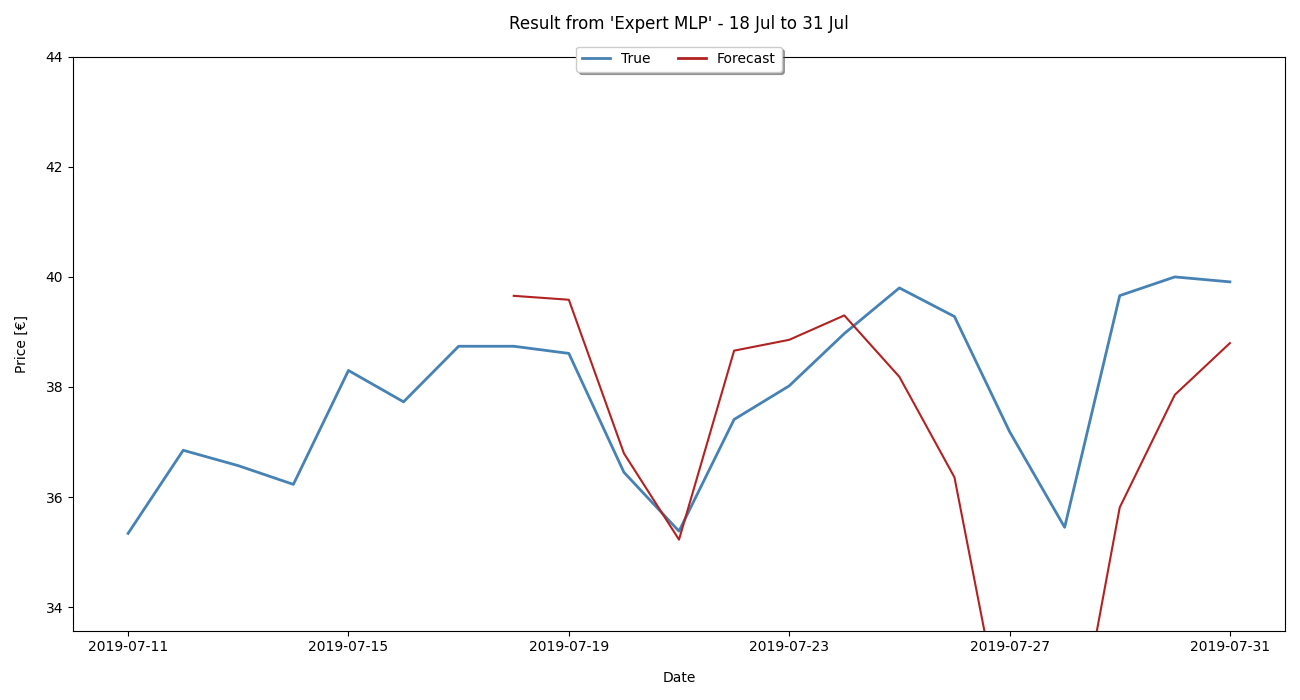 Result from 'Expert MLP' - 18 Jul to 31 Jul
True Forecast
44
42
40
38
36
34
Price [€]
2019-07-11 2019-07-15 2019-07-19 2019-07-23 2019-07-27 2019-07-31
Date